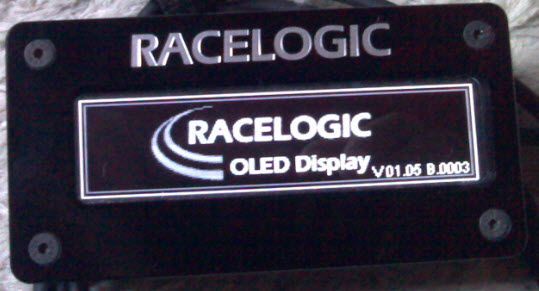 RACELOGIC
RACELOGIC
OLED Display
V01.05 B.0003